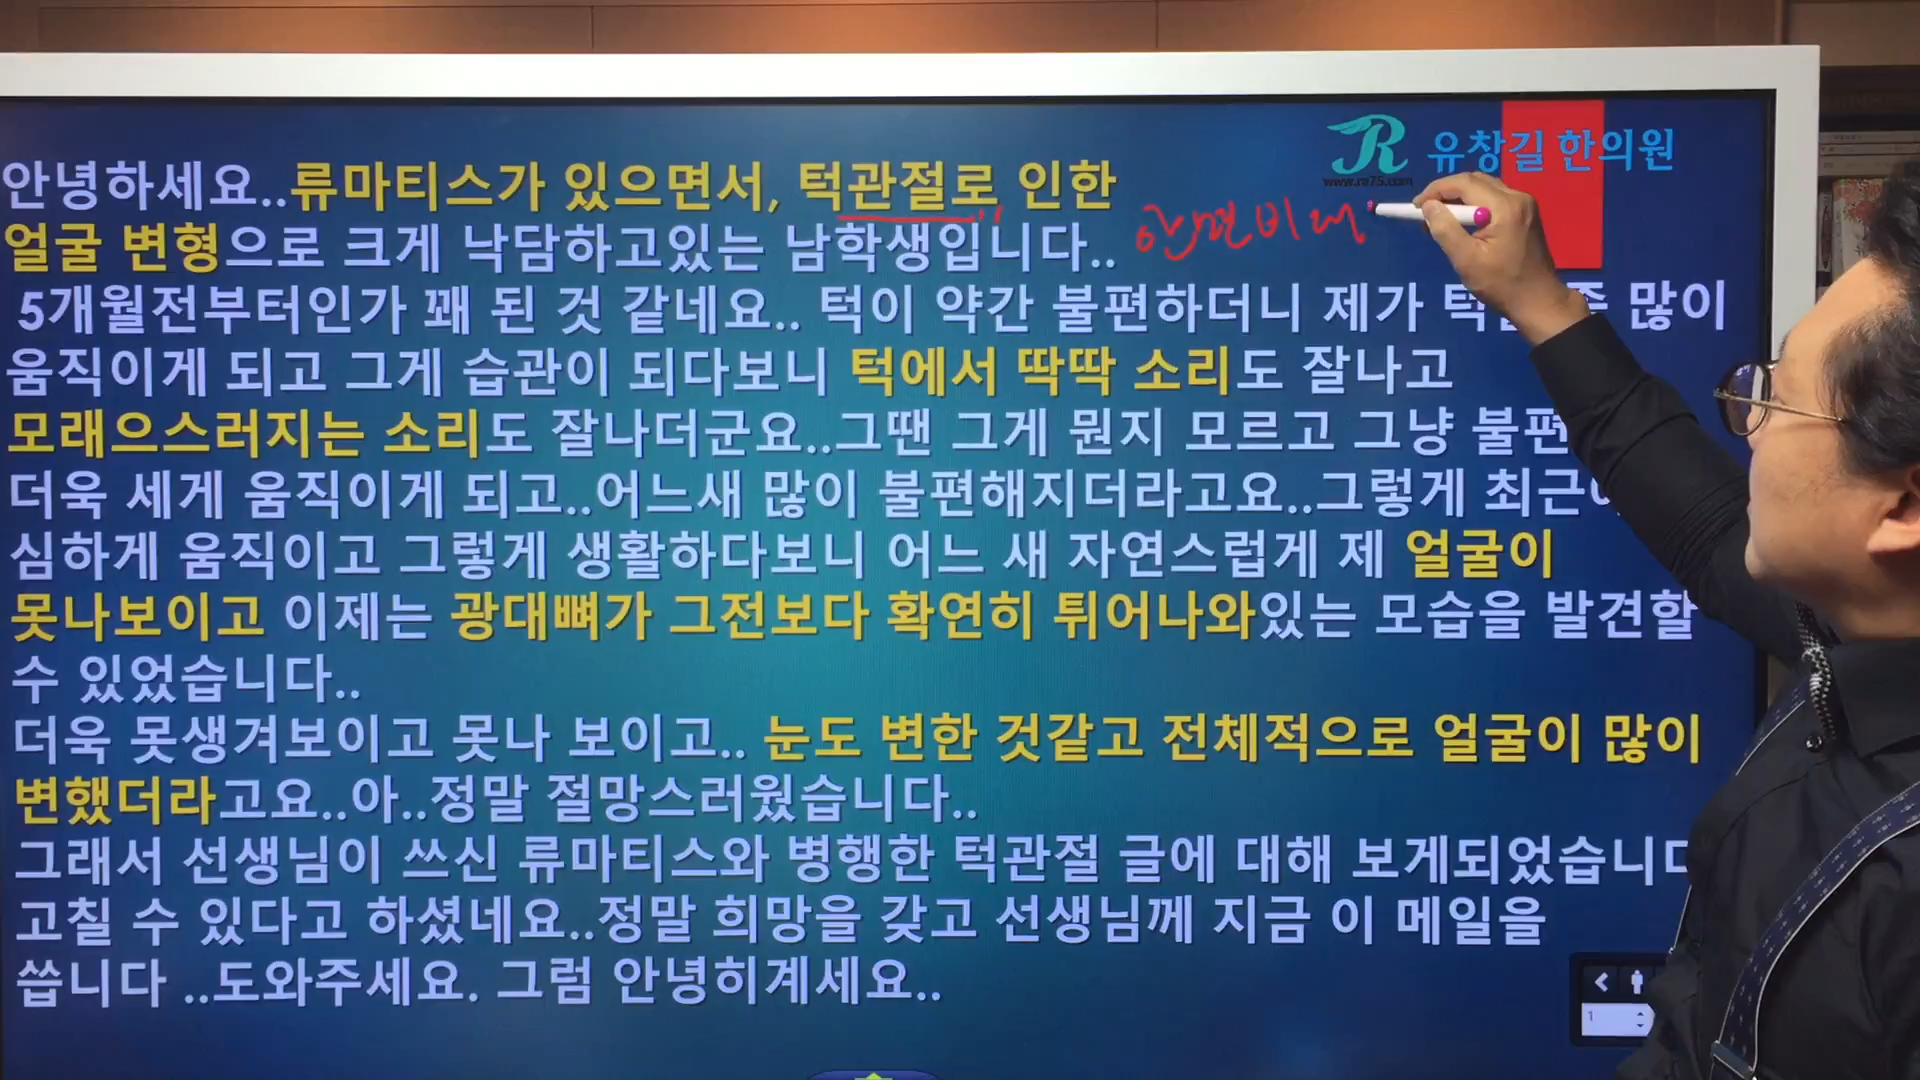 유창길 한의원
www.ra75.com
안녕하세요..류마티스가 있으면서, 턱관절로 인한
얼굴 변형으로 크게 낙담하고있는 남학생입니다..
안면비대
5개월전부터인가 꽤 된 것 같네요.. 턱이 약간 불편하더니 제가 많이
움직이게 되고 그게 습관이 되다보니 턱에서 딱딱 소리도 잘나고
모래으스러지는 소리도 잘나더군요..그땐 그게 뭔지 모르고 그냥 불편
더욱 세게 움직이게 되고..어느새 많이 불편해지더라고요..그렇게 최근에
심하게 움직이고 그렇게 생활하다보니 어느 새 자연스럽게 제 얼굴이
못나보이고 이제는 광대뼈가 그전보다 확연히 튀어나와있는 모습을 발견할
수 있었습니다..
더욱 못생겨보이고 못나 보이고.. 눈도 변한 것같고 전체적으로 얼굴이 많이
변했더라고요..아..정말 절망스러웠습니다..
그래서 선생님이 쓰신 류마티스와 병행한 턱관절 글에 대해 보게되었습니다
고칠 수 있다고 하셨네요..정말 희망을 갖고 선생님께 지금 이 메일을
씁니다 ..도와주세요. 그럼 안녕히계세요..
1